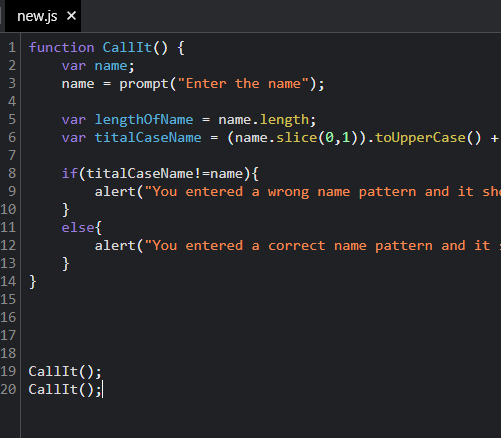 new.js ×
1 function CallIt() {
2 var name;
3 name = prompt("Enter the name");
4
5 var lengthOfName = name.length;
6 var titalCaseName = (name.slice(0,1)).toUpperCase() +
7
8 if(titalCaseName!=name){
9 alert("You entered a wrong name pattern and it sho
10 }
11 else{
12 alert("You entered a correct name pattern and it s
13 }
14 }
15
16
17
18
19 CallIt();
20 CallIt();